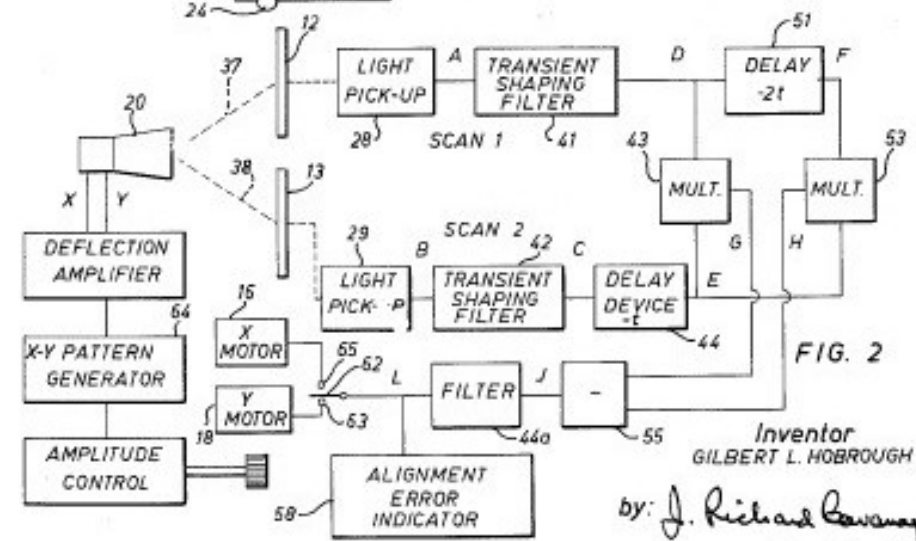 24
12
37
20
LIGHT
PICK-UP
28
A
TRANSIENT
SHAPING
FILTER
41
D
51
DELAY
-2t
F
SCAN 1
13
38
43
MULT.
53
MULT.
X Y
SCAN 2
G H
DEFLECTION
AMPLIFIER
29
LIGHT
B
42
TRANSIENT
SHAPING
FILTER
C
DELAY
DEVICE
-t
44
E
64
X-Y PATTERN
GENERATOR
16
X
MOTOR
65
62
L
FILTER
44a
J
-
55
FIG. 2
Y
MOTOR
18
63
AMPLITUDE
CONTROL
58
ALIGNMENT
ERROR
INDICATOR
Inventor
GILBERT L. HOBROUGH
by: J. Richard